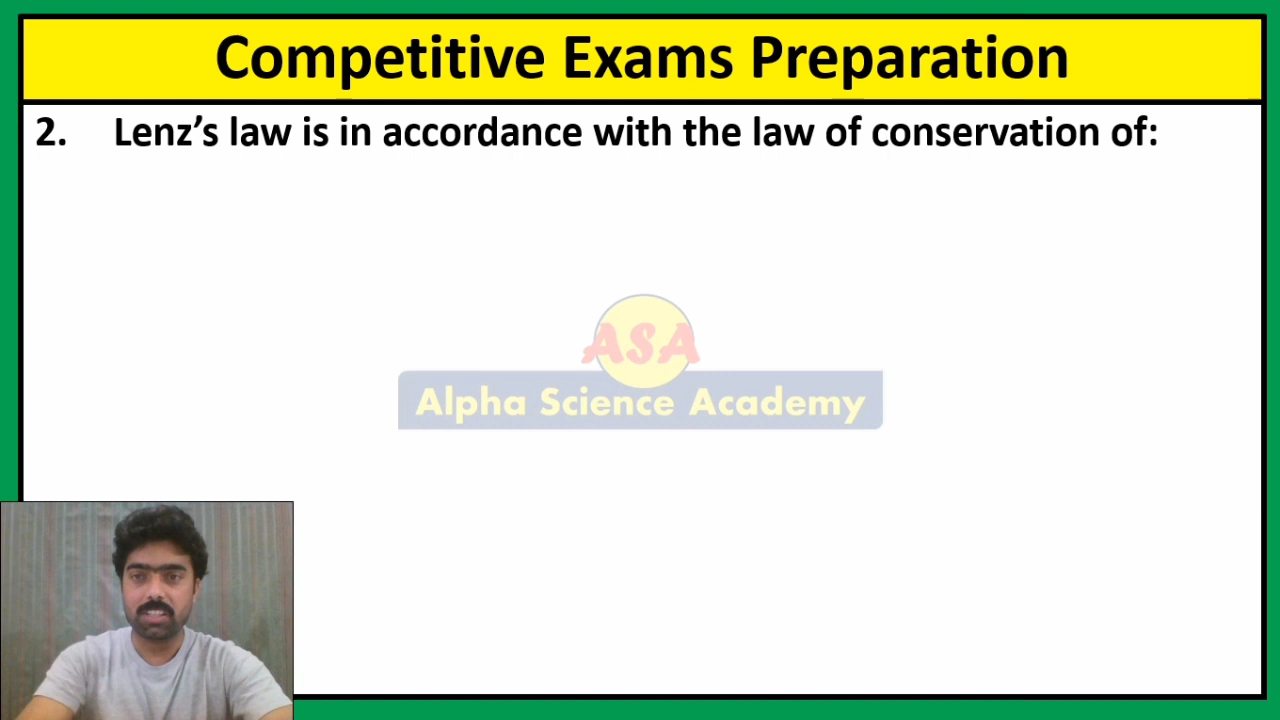 Competitive Exams Preparation
2. Lenz’s law is in accordance with the law of conservation of:
ASA
Alpha Science Academy